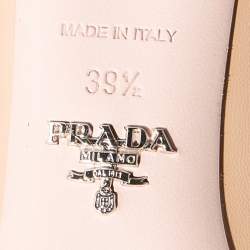 MADE IN ITALY
39½
PRADA
MILANO
DAL 1913